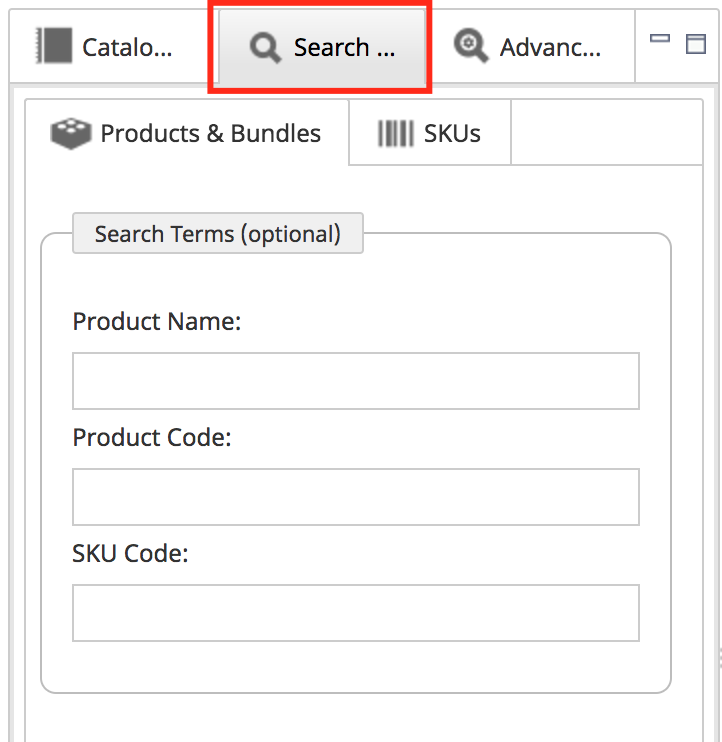 Catalo... Search ... Advanc...
Products & Bundles SKUs
Search Terms (optional)
Product Name:
Product Code:
SKU Code: